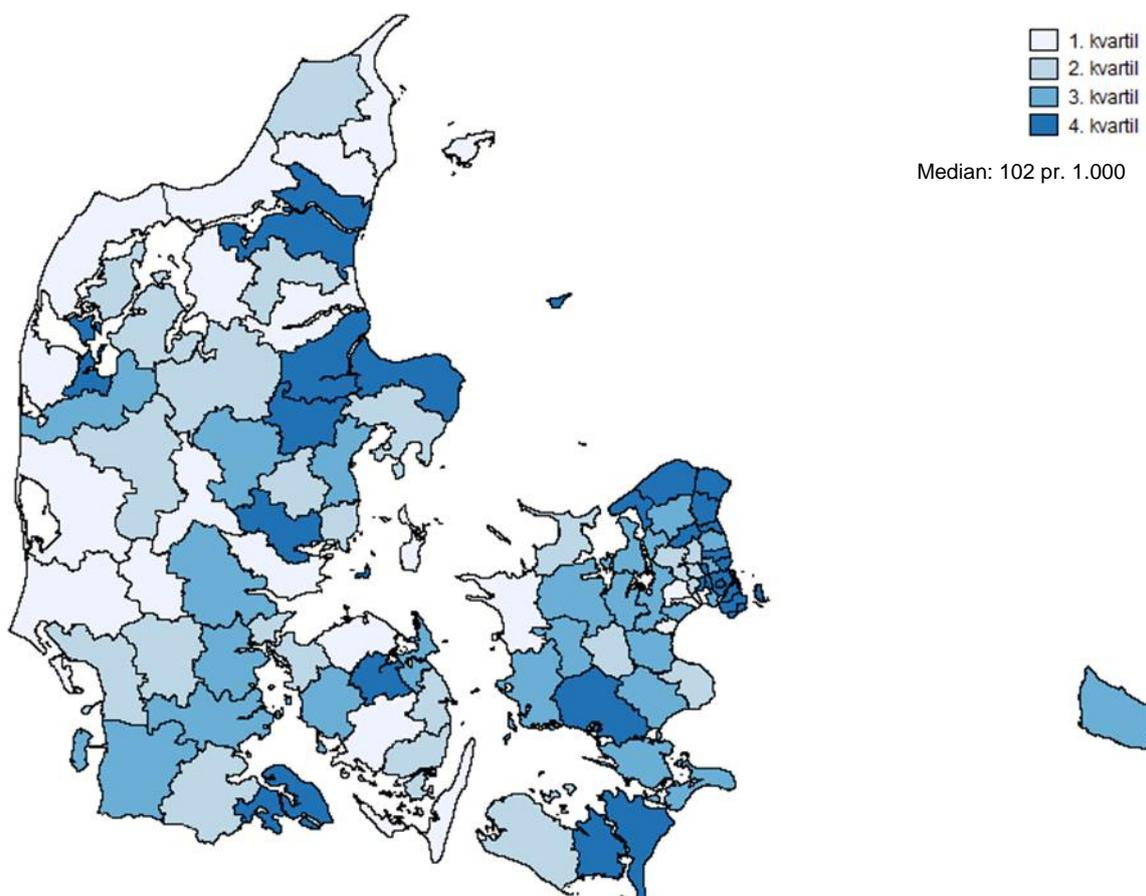 1. kvartil
2. kvartil
3. kvartil
4. kvartil
Median: 102 pr. 1.000